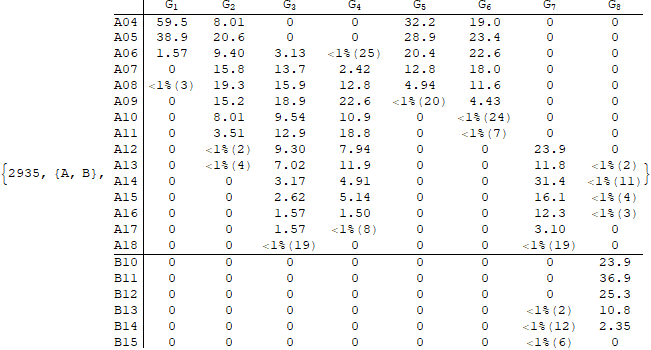 G₁ G₂ G₃ G₄ G₅ G₆ G₇ G₈
A04 59.5 8.01 0 0 32.2 19.0 0 0
A05 38.9 20.6 0 0 28.9 23.4 0 0
A06 1.57 9.40 3.13 <1%(25) 20.4 22.6 0 0
A07 0 15.8 13.7 2.42 12.8 18.0 0 0
A08 <1%(3) 19.3 15.9 12.8 4.94 11.6 0 0
A09 0 15.2 18.9 22.6 <1%(20) 4.43 0 0
A10 0 8.01 9.54 10.9 0 <1%(24) 0 0
A11 0 3.51 12.9 18.8 0 <1%(7) 0 0
A12 0 <1%(2) 9.30 7.94 0 0 23.9 0
A13 0 <1%(4) 7.02 11.9 0 0 11.8 <1%(2)
{2935, {A, B}, A14 0 0 3.17 4.91 0 0 31.4 <1%(11) }
A15 0 0 2.62 5.14 0 0 16.1 <1%(4)
A16 0 0 1.57 1.50 0 0 12.3 <1%(3)
A17 0 0 1.57 <1%(8) 0 0 3.10 0
A18 0 0 <1%(19) 0 0 0 <1%(19) 0
B10 0 0 0 0 0 0 0 23.9
B11 0 0 0 0 0 0 0 36.9
B12 0 0 0 0 0 0 0 25.3
B13 0 0 0 0 0 0 <1%(2) 10.8
B14 0 0 0 0 0 0 <1%(12) 2.35
B15 0 0 0 0 0 0 <1%(6) 0